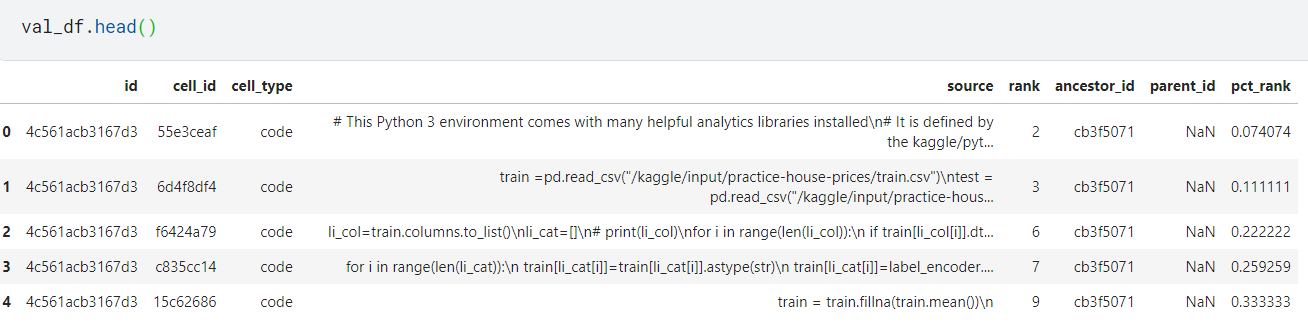 val_df.head()
id cell_id cell_type source rank ancestor_id parent_id pct_rank
0 4c561acb3167d3 55e3ceaf code # This Python 3 environment comes with many helpful analytics libraries installed\n# It is defined by the kaggle/pyt... 2 cb3f5071 NaN 0.074074
1 4c561acb3167d3 6d4f8df4 code train =pd.read_csv("/kaggle/input/practice-house-prices/train.csv")\ntest = pd.read_csv("/kaggle/input/practice-hous... 3 cb3f5071 NaN 0.111111
2 4c561acb3167d3 f6424a79 code li_col=train.columns.to_list()\nli_cat=[]\n# print(li_col)\nfor i in range(len(li_col)):\n if train[li_col[i]].dt... 6 cb3f5071 NaN 0.222222
3 4c561acb3167d3 c835cc14 code for i in range(len(li_cat)):\n train[li_cat[i]]=train[li_cat[i]].astype(str)\n train[li_cat[i]]=label_encoder.... 7 cb3f5071 NaN 0.259259
4 4c561acb3167d3 15c62686 code train = train.fillna(train.mean())\n 9 cb3f5071 NaN 0.333333